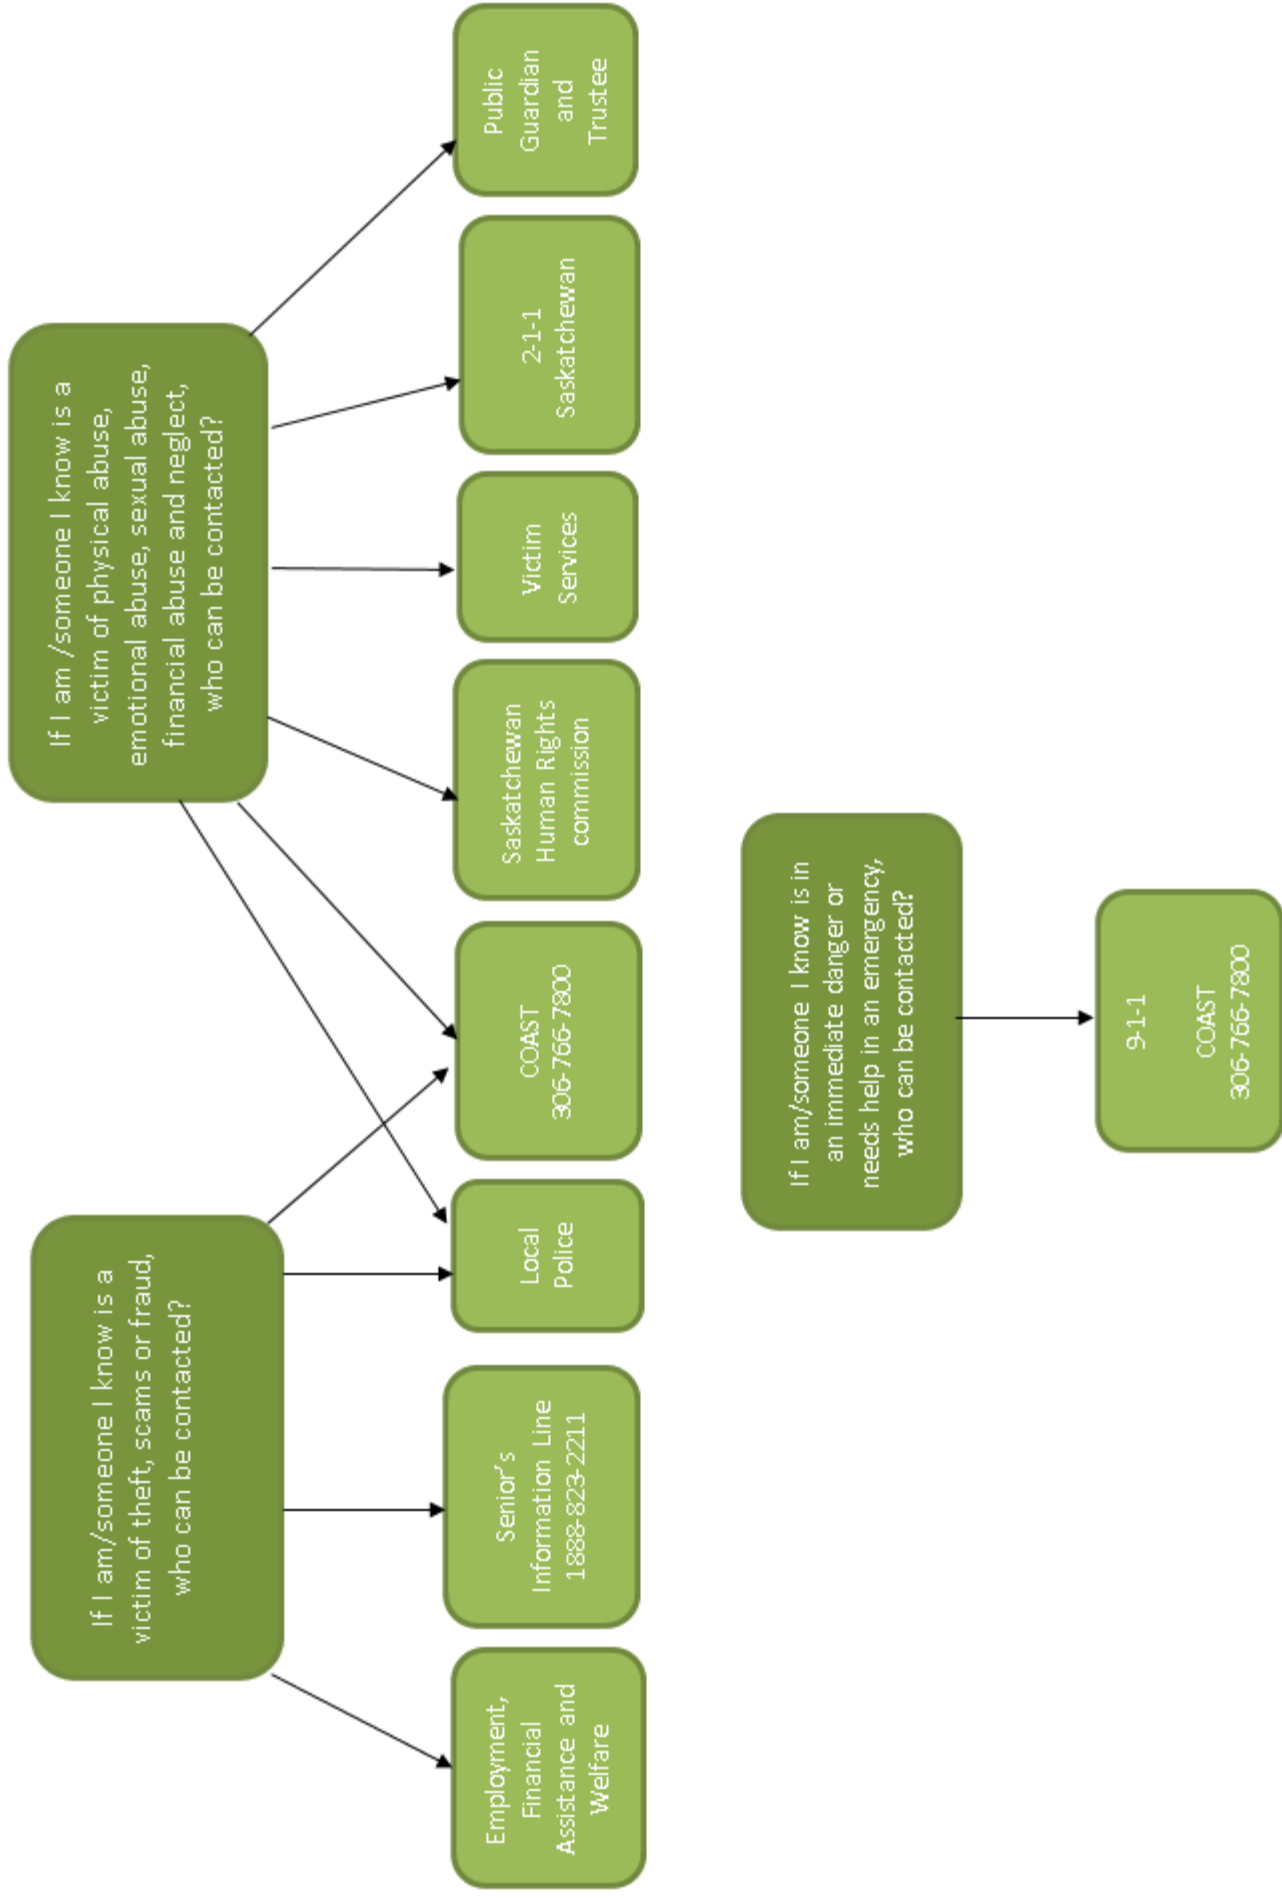 If I am/someone I know is a
victim of theft, scams or fraud,
who can be contacted?
If I am /someone I know is a
victim of physical abuse,
emotional abuse, sexual abuse,
financial abuse and neglect,
who can be contacted?
Employment,
Financial
Assistance and
Welfare
Senior's
Information Line
1888-823-2211
Local
Police
COAST
306-766-7800
Saskatchewan
Human Rights
commission
Victim
Services
2-1-1
Saskatchewan
Public
Guardian
and
Trustee
If I am/someone I know is in
an immediate danger or
needs help in an emergency,
who can be contacted?
9-1-1
COAST
306-766-7800